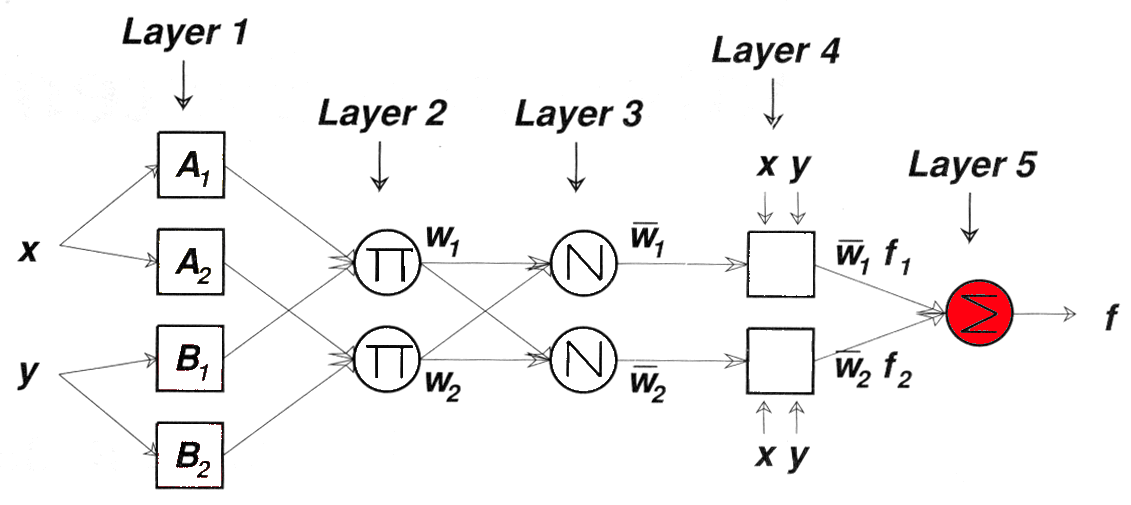 Layer 1
Layer 2
Layer 3
Layer 4
Layer 5
x
y
A1
A2
B1
B2
Π
Π
w1
w2
N
N
w̅1
w̅2
x y
x y
w̅1 f1
w̅2 f2
Σ
f